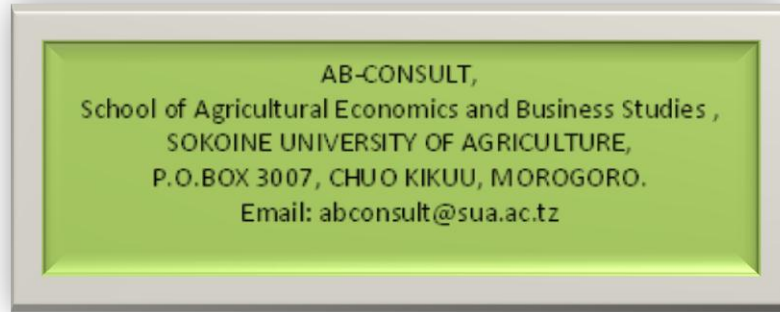 AB-CONSULT,
School of Agricultural Economics and Business Studies ,
SOKOINE UNIVERSITY OF AGRICULTURE,
P.O.BOX 3007, CHUO KIKUU, MOROGORO.
Email: abconsult@sua.ac.tz